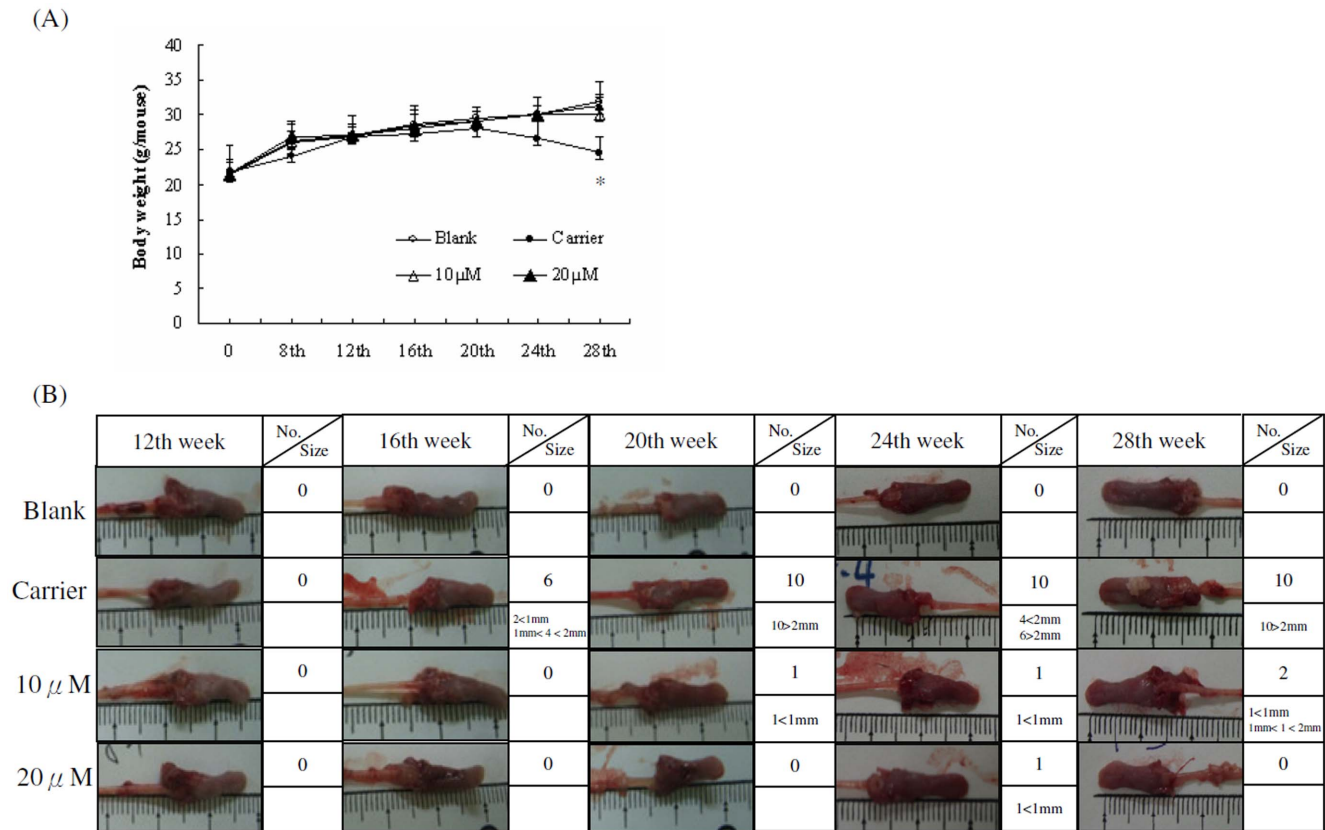 (A)
Body weight (g/mouse)
40
35
30
25
20
15
10
5
0
*
Blank Carrier
10 μM 20 μM
0 8th 12th 16th 20th 24th 28th
(B)
12th week No. Size 16th week No. Size 20th week No. Size 24th week No. Size 28th week No. Size
Blank 0 0 0 0 0
Carrier 0 6 10 10 10
2<1mm
1mm< 4 < 2mm
10>2mm
4<2mm
6>2mm
10>2mm
10 μ M 0 0 1 1 2
1<1mm
1<1mm
1<1mm
1mm< 1 < 2mm
20 μ M 0 0 0 1 0
1<1mm